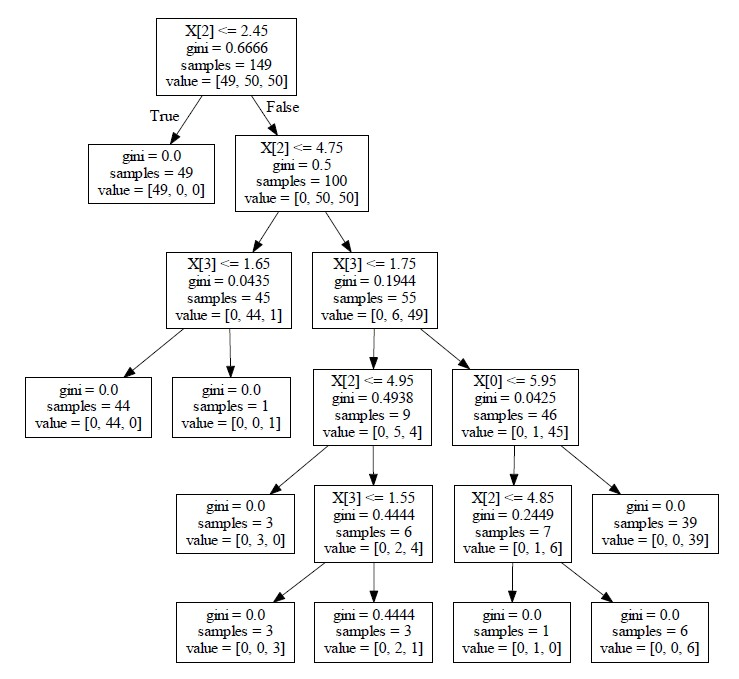 X[2] <= 2.45
gini = 0.6666
samples = 149
value = [49, 50, 50]
True
False
gini = 0.0
samples = 49
value = [49, 0, 0]
X[2] <= 4.75
gini = 0.5
samples = 100
value = [0, 50, 50]
X[3] <= 1.65
gini = 0.0435
samples = 45
value = [0, 44, 1]
X[3] <= 1.75
gini = 0.1944
samples = 55
value = [0, 6, 49]
gini = 0.0
samples = 44
value = [0, 44, 0]
gini = 0.0
samples = 1
value = [0, 0, 1]
X[2] <= 4.95
gini = 0.4938
samples = 9
value = [0, 5, 4]
X[0] <= 5.95
gini = 0.0425
samples = 46
value = [0, 1, 45]
gini = 0.0
samples = 3
value = [0, 3, 0]
X[3] <= 1.55
gini = 0.4444
samples = 6
value = [0, 2, 4]
X[2] <= 4.85
gini = 0.2449
samples = 7
value = [0, 1, 6]
gini = 0.0
samples = 39
value = [0, 0, 39]
gini = 0.0
samples = 3
value = [0, 0, 3]
gini = 0.4444
samples = 3
value = [0, 2, 1]
gini = 0.0
samples = 1
value = [0, 1, 0]
gini = 0.0
samples = 6
value = [0, 0, 6]